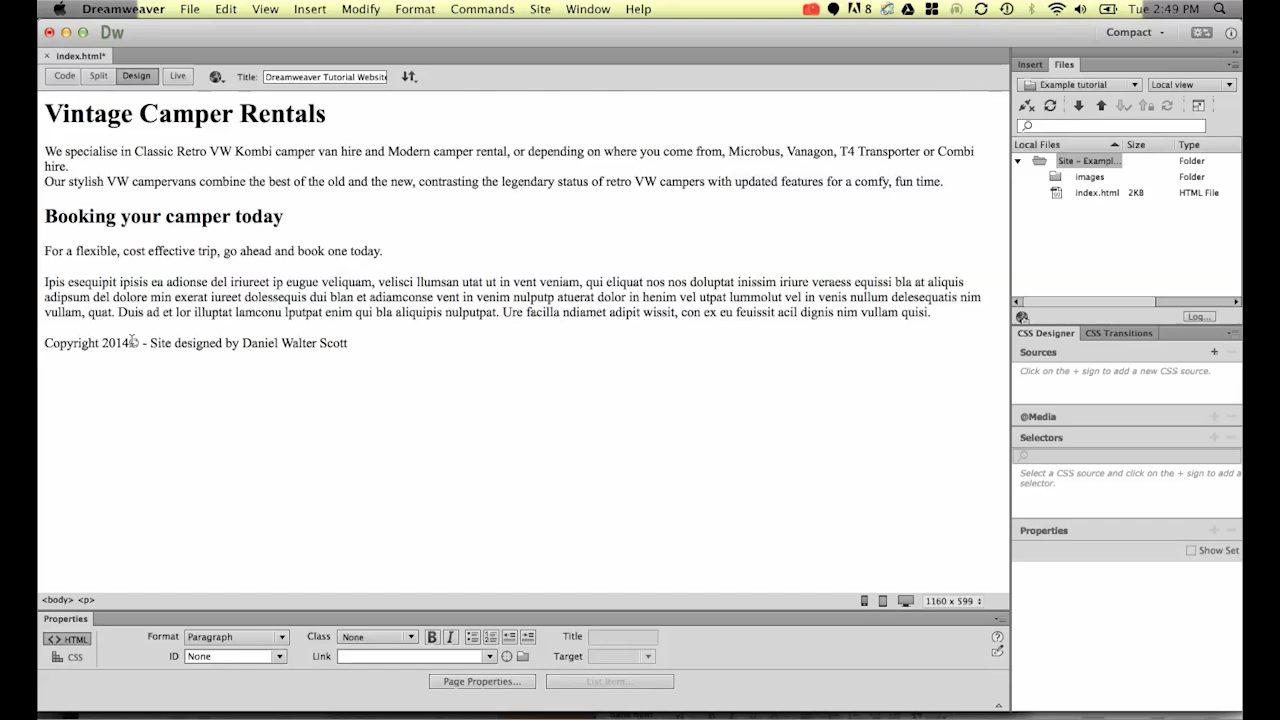 Dreamweaver File Edit View Insert Modify Format Commands Site Window Help 8 Tue 2:49 PM
Dw Compact
index.html*
Code Split Design Live Title: Dreamweaver Tutorial Website
Insert Files
Example tutorial Local view
Local Files Size Type
Site – Exampl... Folder
images Folder
index.html 2KB HTML File
Log...
CSS Designer CSS Transitions
Sources
Click on the + sign to add a new CSS source.
@Media
Selectors
Select a CSS source and click on the + sign to add a
selector.
Properties
Show Set
Vintage Camper Rentals
We specialise in Classic Retro VW Kombi camper van hire and Modern camper rental, or depending on where you come from, Microbus, Vanagon, T4 Transporter or Combi
hire.
Our stylish VW campervans combine the best of the old and the new, contrasting the legendary status of retro VW campers with updated features for a comfy, fun time.
Booking your camper today
For a flexible, cost effective trip, go ahead and book one today.
Ipis esequipit ipisis ea adionse del iriureet ip eugue veliquam, velisci llumsan utat ut in vent veniam, qui eliquat nos nos doluptat inissim iriure veraess equissi bla at aliquis
adipsum del dolore min exerat iureet dolessequis dui blan et adiamconse vent in venim nulputp atuerat dolor in henim vel utpat lummolut vel in venis nullum delesequatis nim
vullam, quat. Duis ad et lor illuptat lamconu lputpat enim qui bla aliquipis nulputpat. Ure facilla ndiamet adipit wissit, con ex eu feuissit acil dignis nim vullam quisi.
Copyright 2014© - Site designed by Daniel Walter Scott
<body> <p> 1160 x 599
Properties
<> HTML Format Paragraph Class None B I Title
CSS ID None Link Target
Page Properties... List Item...